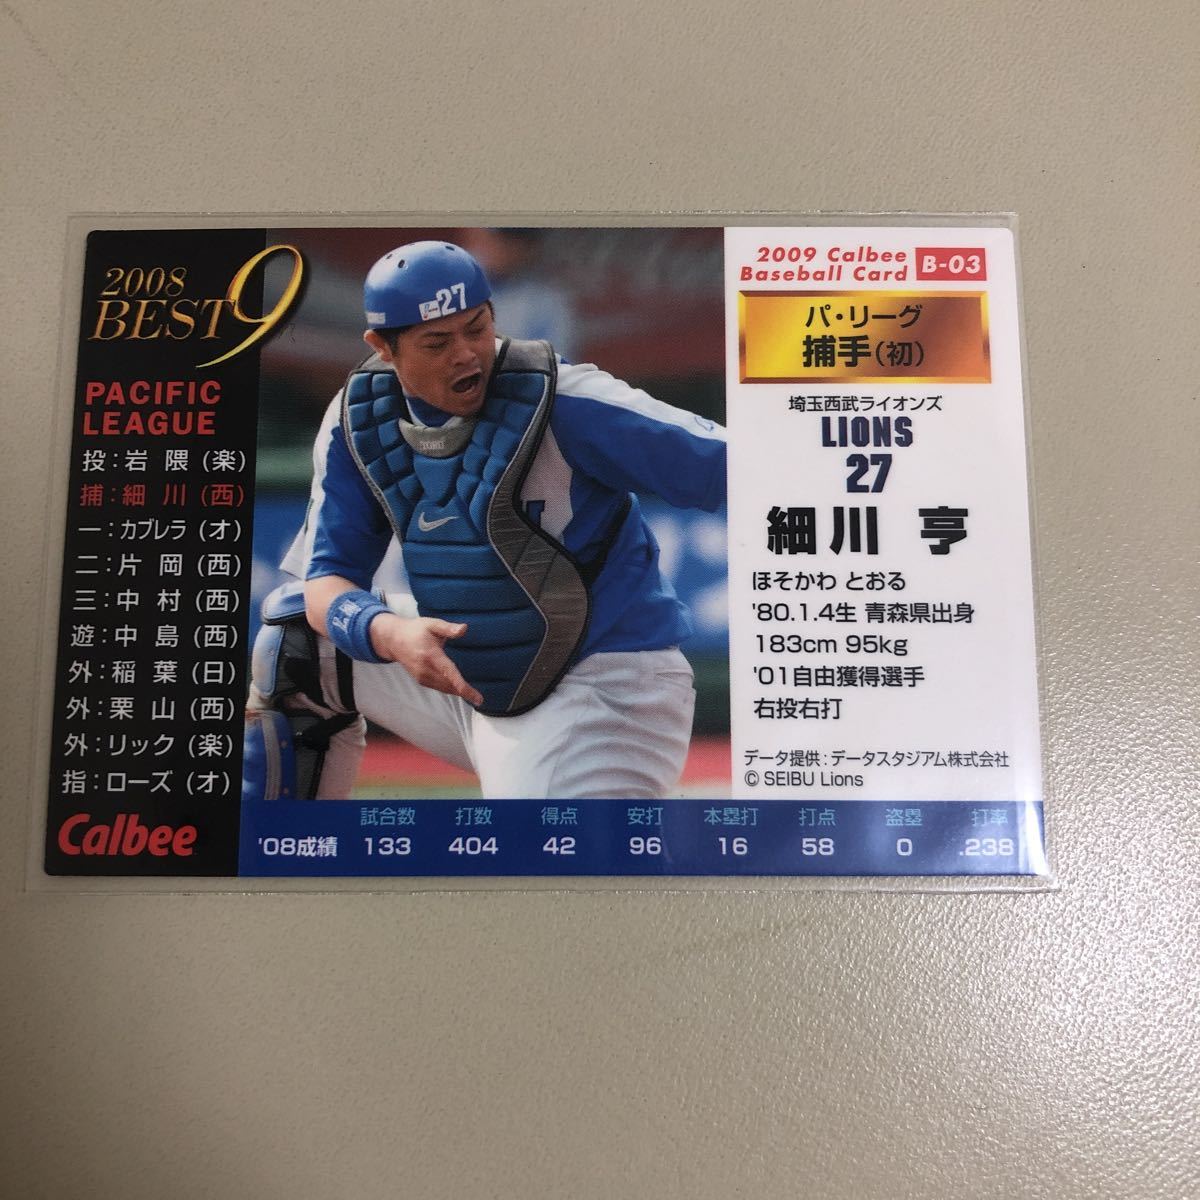 2008
BEST 9
PACIFIC
LEAGUE
投：岩 隈 (楽)
捕：細 川 (西)
一：カブレラ (オ)
二：片 岡 (西)
三：中 村 (西)
遊：中 島 (西)
外：稲 葉 (日)
外：栗 山 (西)
外：リック (楽)
指：ローズ (オ)
Calbee
27
2009 Calbee
Baseball Card
B-03
パ・リーグ
捕手(初)
埼玉西武ライオンズ
LIONS
27
細川 亨
ほそかわ とおる
'80.1.4生 青森県出身
183cm 95kg
'01自由獲得選手
右投右打
データ提供：データスタジアム株式会社
© SEIBU Lions
試合数 打数 得点 安打 本塁打 打点 盗塁 打率
'08成績 133 404 42 96 16 58 0 .238